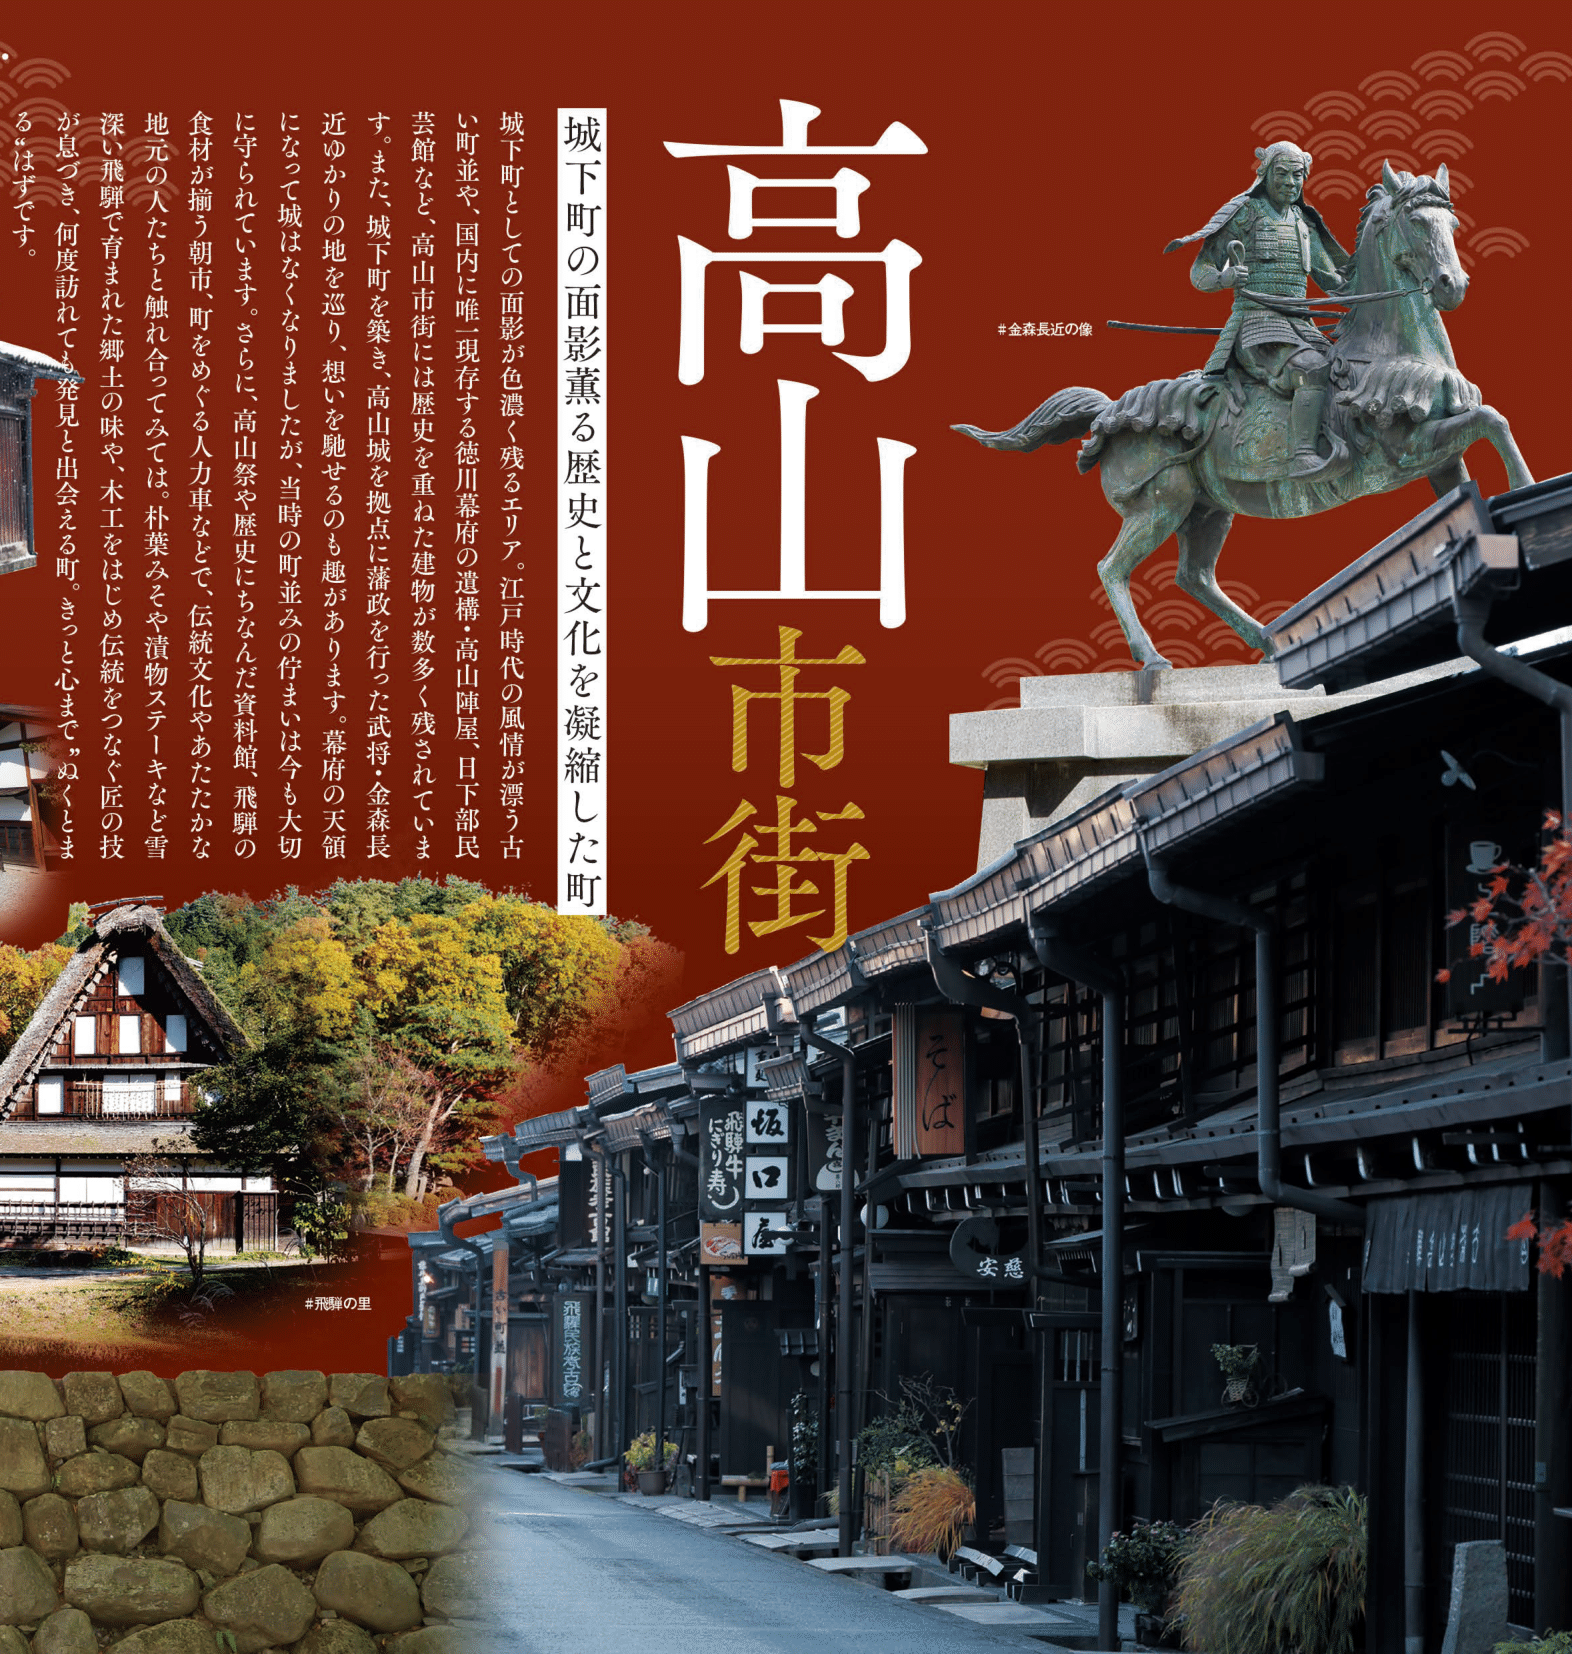 高山
市街
城下町の面影薫る歴史と文化を凝縮した町
城下町としての面影が色濃く残るエリア。江戸時代の風情が漂う古
い町並や、国内に唯一現存する徳川幕府の遺構・高山陣屋、日下部民
芸館など、高山市街には歴史を重ねた建物が数多く残されていま
す。また、城下町を築き、高山城を拠点に藩政を行った武将・金森長
近ゆかりの地を巡り、想いを馳せるのも趣があります。幕府の天領
になって城はなくなりましたが、当時の町並みの佇まいは今も大切
に守られています。さらに、高山祭や歴史にちなんだ資料館、飛騨の
食材が揃う朝市、町をめぐる人力車などで、伝統文化やあたたかな
地元の人たちと触れ合ってみては。朴葉みそや漬物ステーキなど雪
深い飛騨で育まれた郷土の味や、木工をはじめ伝統をつなぐ匠の技
が息づき、何度訪れても発見と出会える町。きっと心まで”ぬくとま
る“はずです。
#金森長近の像
#飛騨の里
そば
飛騨牛
にぎり寿し
坂口屋
安慈
飛騨民族考古館
古い町並